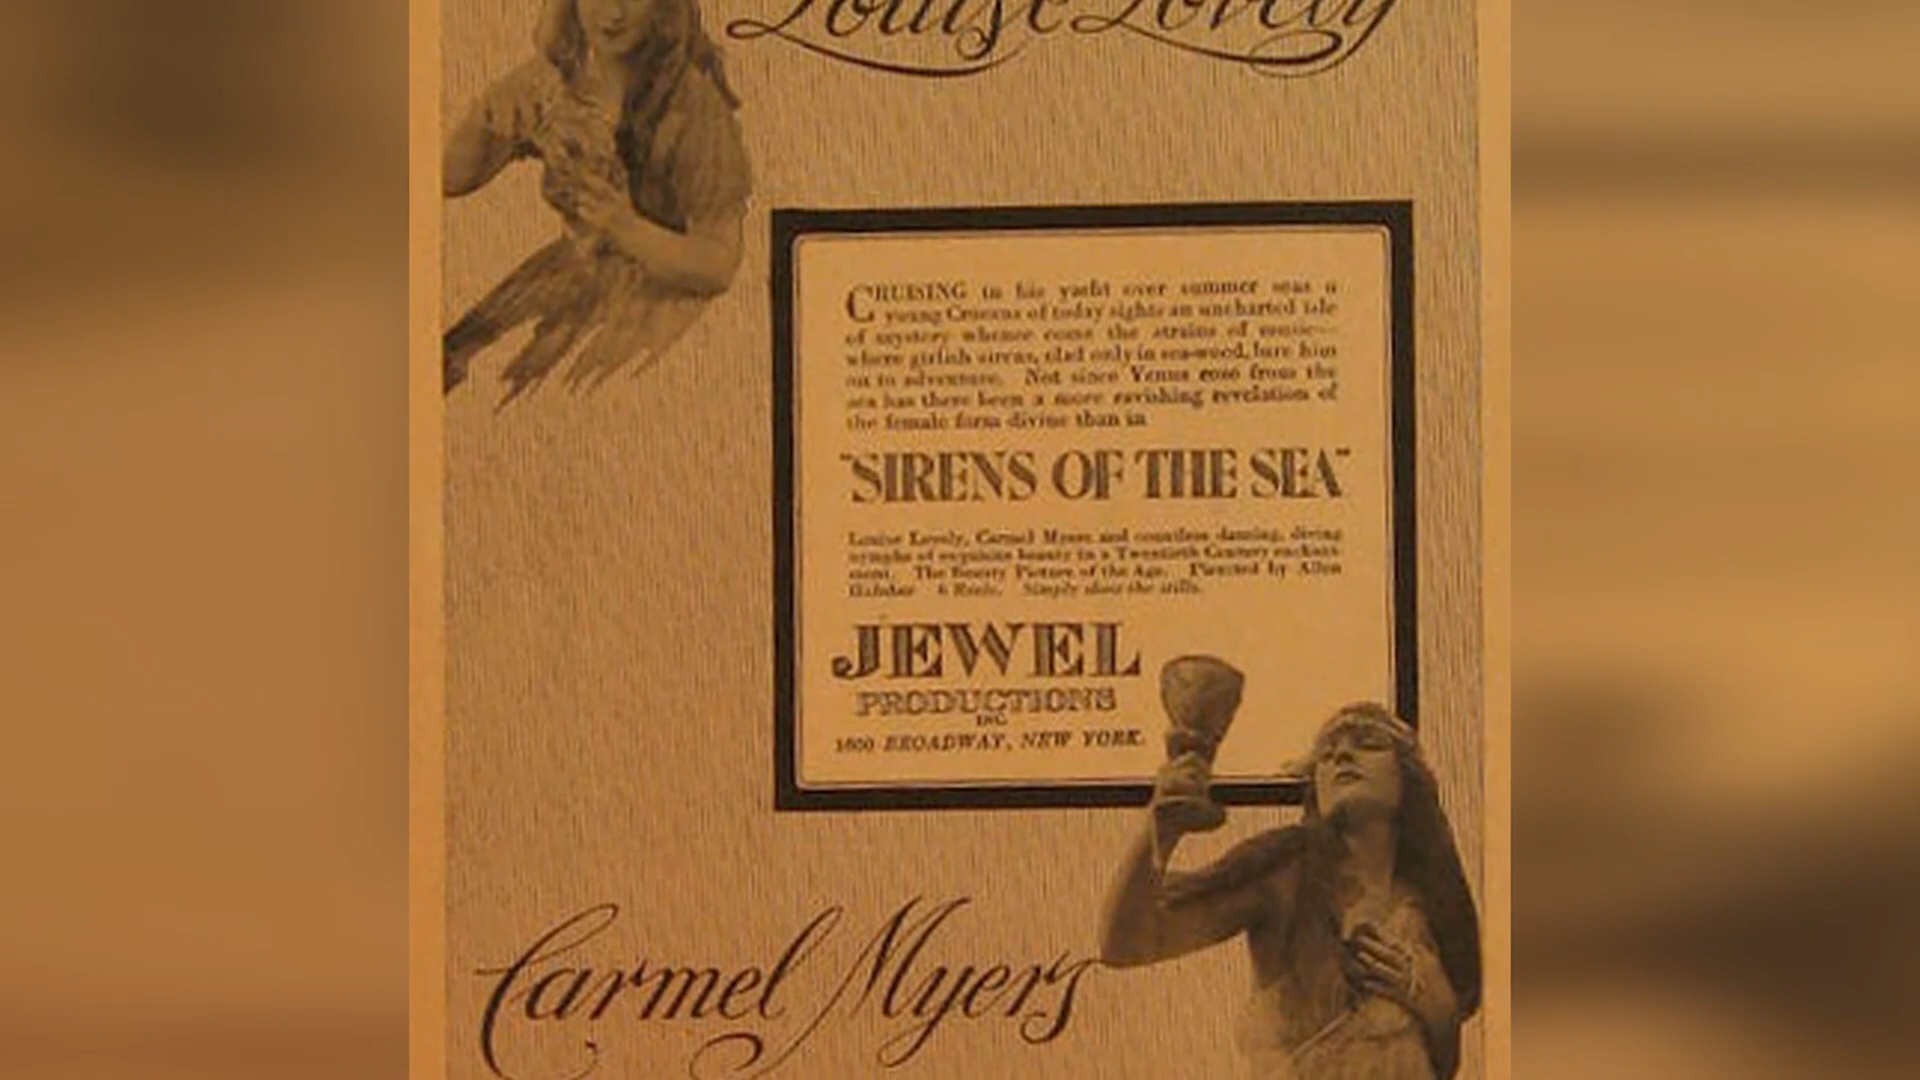 Louise Lovely
CRUISING in his yacht over summer seas a
young Crusoe of today sights an uncharted isle
of mystery whence come the strains of music—
where girlish sirens, clad only in sea-weed, lure him
on to adventure. Not since Venus rose from the
sea has there been a more ravishing revelation of
the female form divine than in
"SIRENS OF THE SEA"
Louise Lovely, Carmel Myers and countless dancing, diving
nymphs of exquisite beauty in a Twentieth Century enchant-
ment. The Beauty Picture of the Age. Directed by Allen
Holubar 6 Reels. Simply show the stills.
JEWEL
PRODUCTIONS
INC
1600 BROADWAY, NEW YORK.
Carmel Myers